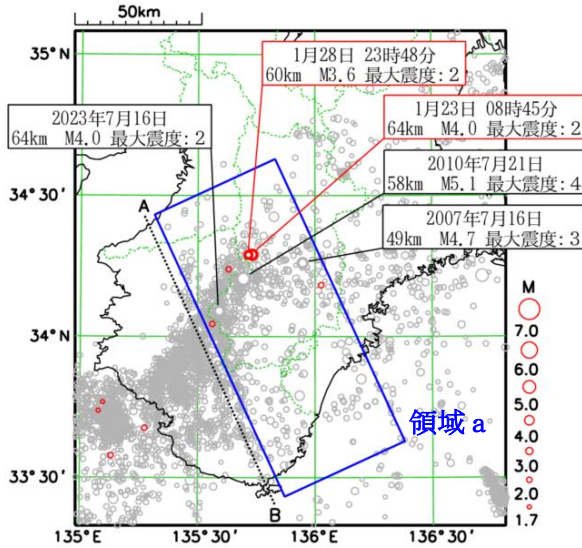 50km
35°N
1月28日 23時48分
60km M3.6 最大震度:2
2023年7月16日
64km M4.0 最大震度:2
1月23日 08時45分
64km M4.0 最大震度:2
2010年7月21日
58km M5.1 最大震度:4
34°30′
A
2007年7月16日
49km M4.7 最大震度:3
34°N
M
7.0
6.0
5.0
4.0
3.0
2.0
1.7
領域a
33°30′
B
135°E 135°30′ 136°E 136°30′